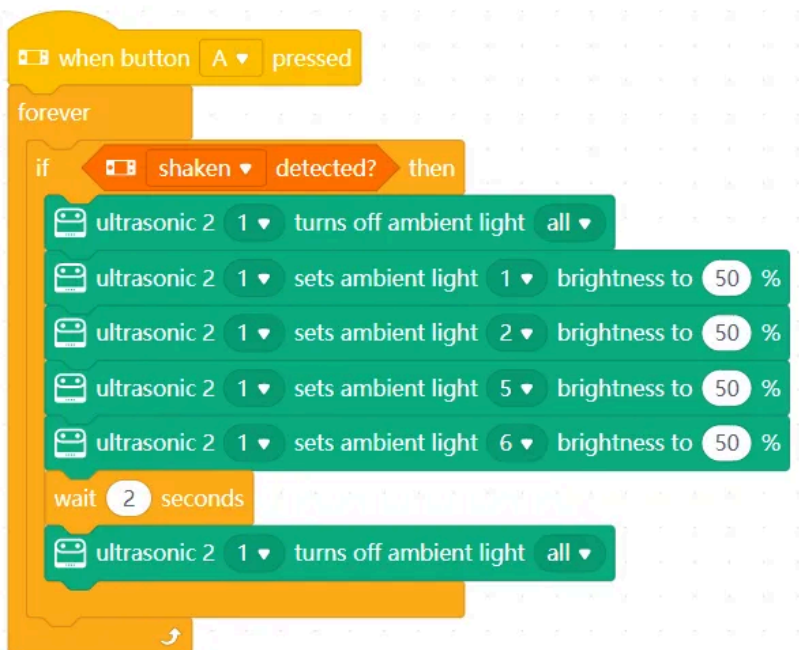 when button A pressed
forever
if shaken detected? then
ultrasonic 2 1 turns off ambient light all
ultrasonic 2 1 sets ambient light 1 brightness to 50 %
ultrasonic 2 1 sets ambient light 2 brightness to 50 %
ultrasonic 2 1 sets ambient light 5 brightness to 50 %
ultrasonic 2 1 sets ambient light 6 brightness to 50 %
wait 2 seconds
ultrasonic 2 1 turns off ambient light all